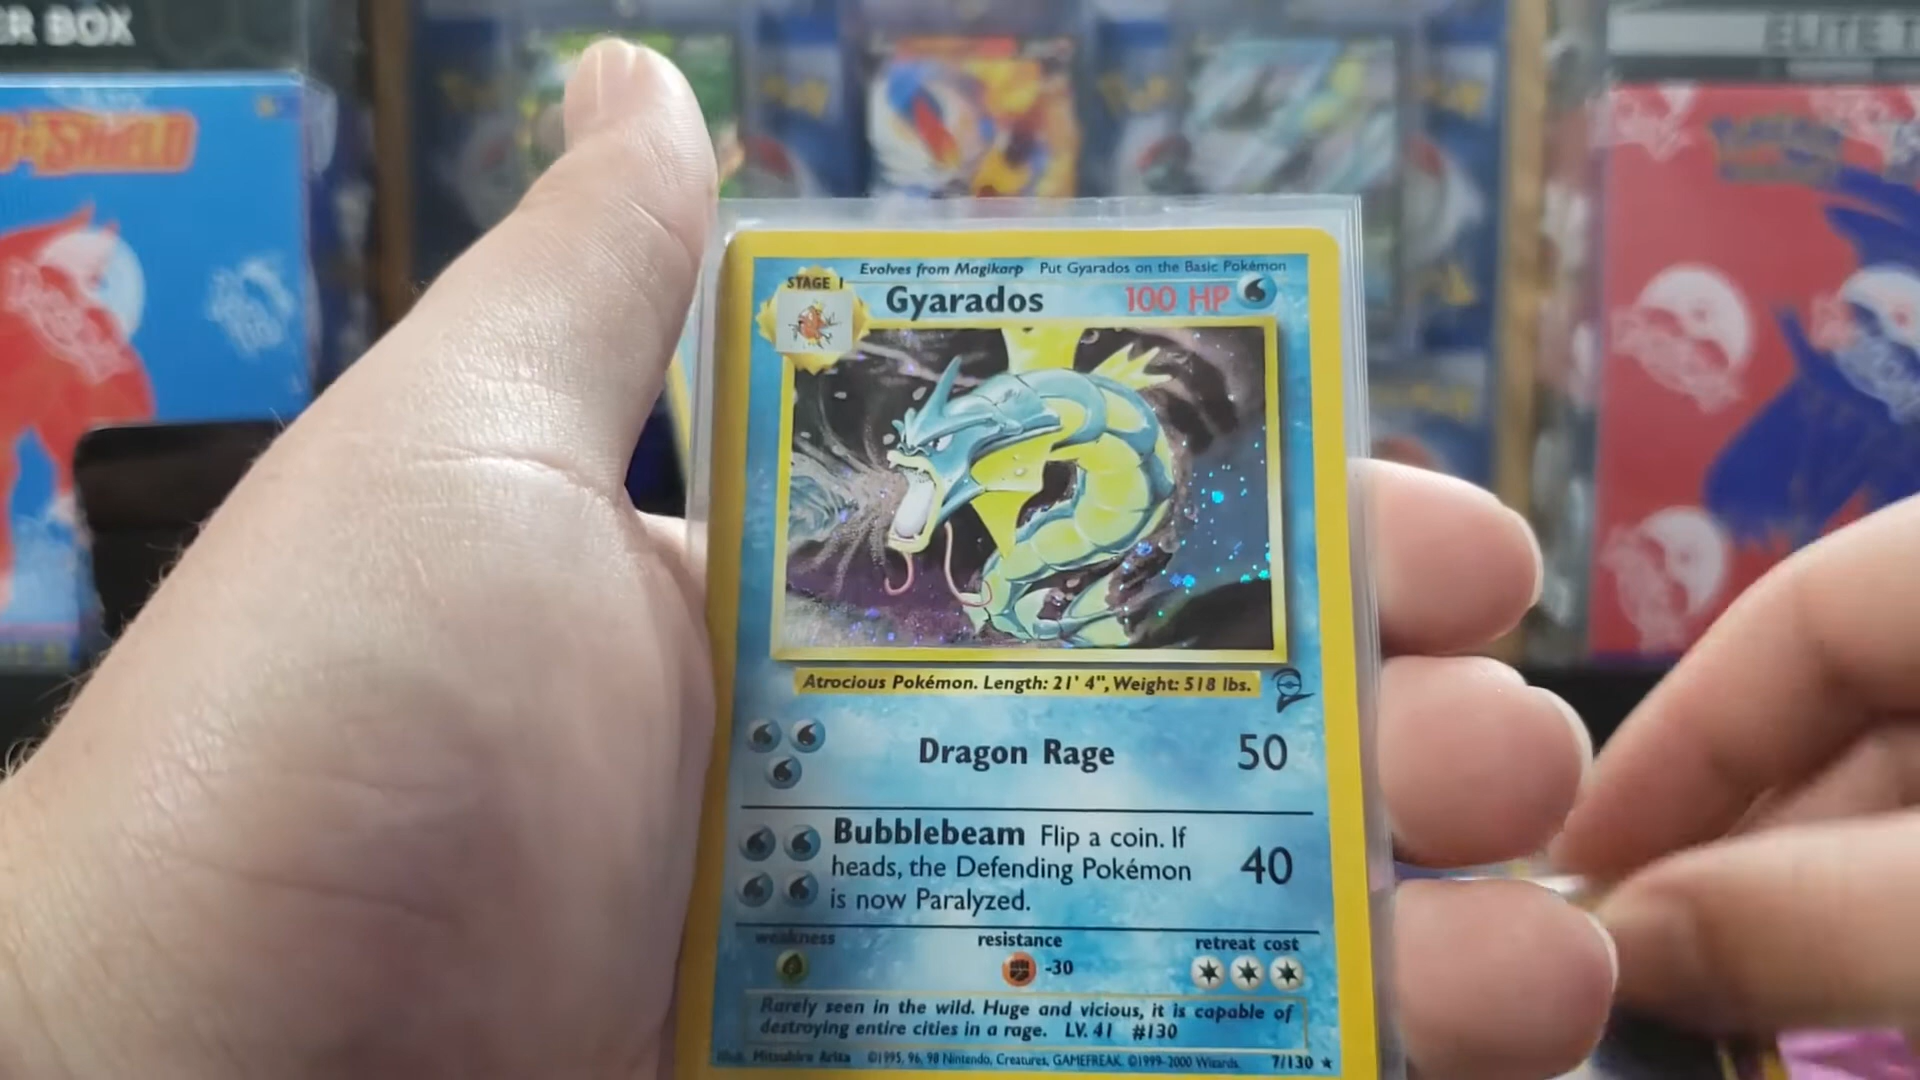 ER BOX
ELITE T
SHIELD
Evolves from Magikarp Put Gyarados on the Basic Pokémon
STAGE 1
Gyarados 100 HP
Atrocious Pokémon. Length: 21' 4", Weight: 518 lbs.
Dragon Rage 50
Bubblebeam Flip a coin. If
heads, the Defending Pokémon
is now Paralyzed.
40
weakness resistance retreat cost
-30
Rarely seen in the wild. Huge and vicious, it is capable of
destroying entire cities in a rage. LV. 41 #130
Illus. Mitsuhiro Arita ©1995, 96, 98 Nintendo, Creatures, GAMEFREAK. ©1999-2000 Wizards. 7/130 ★